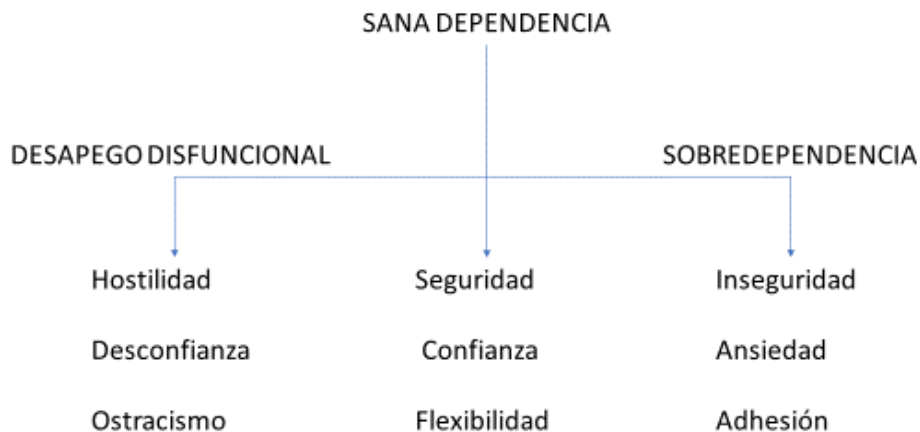 SANA DEPENDENCIA
DESAPEGO DISFUNCIONAL
SOBREDEPENDENCIA
Hostilidad
Seguridad
Inseguridad
Desconfianza
Confianza
Ansiedad
Ostracismo
Flexibilidad
Adhesión